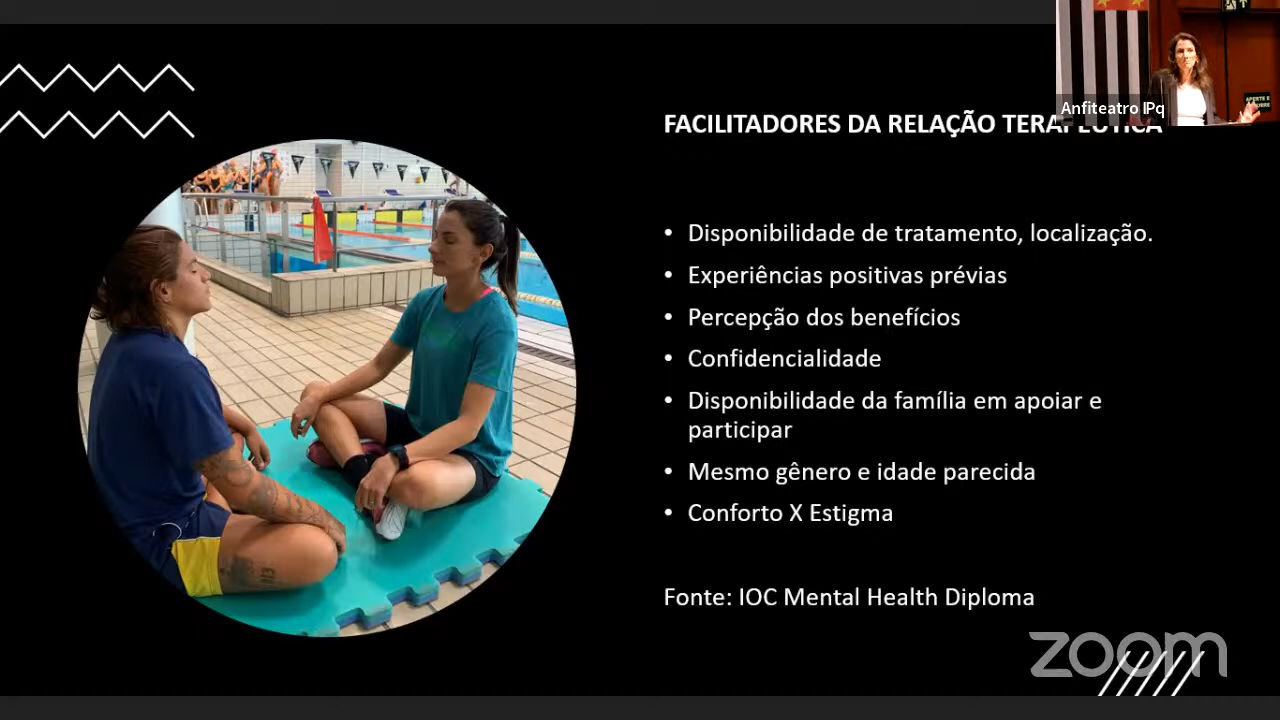 Anfiteatro IPq
FACILITADORES DA RELAÇÃO TERAPÊUTICA
• Disponibilidade de tratamento, localização.
• Experiências positivas prévias
• Percepção dos benefícios
• Confidencialidade
• Disponibilidade da família em apoiar e
participar
• Mesmo gênero e idade parecida
• Conforto X Estigma
Fonte: IOC Mental Health Diploma
zoom